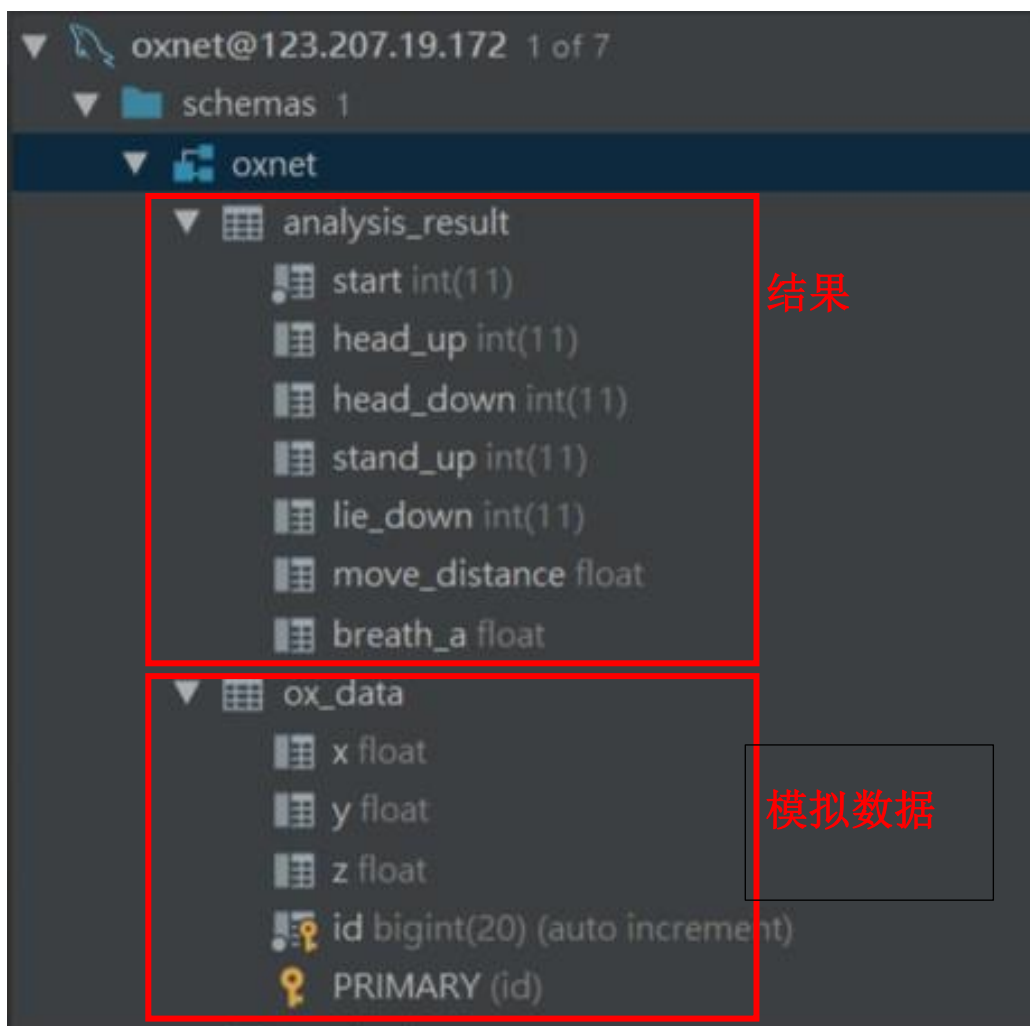 oxnet@123.207.19.172 1 of 7
schemas 1
oxnet
analysis_result
start int(11)
结果
head_up int(11)
head_down int(11)
stand_up int(11)
lie_down int(11)
move_distance float
breath_a float
ox_data
x float
y float
模拟数据
z float
id bigint(20) (auto increment)
PRIMARY (id)